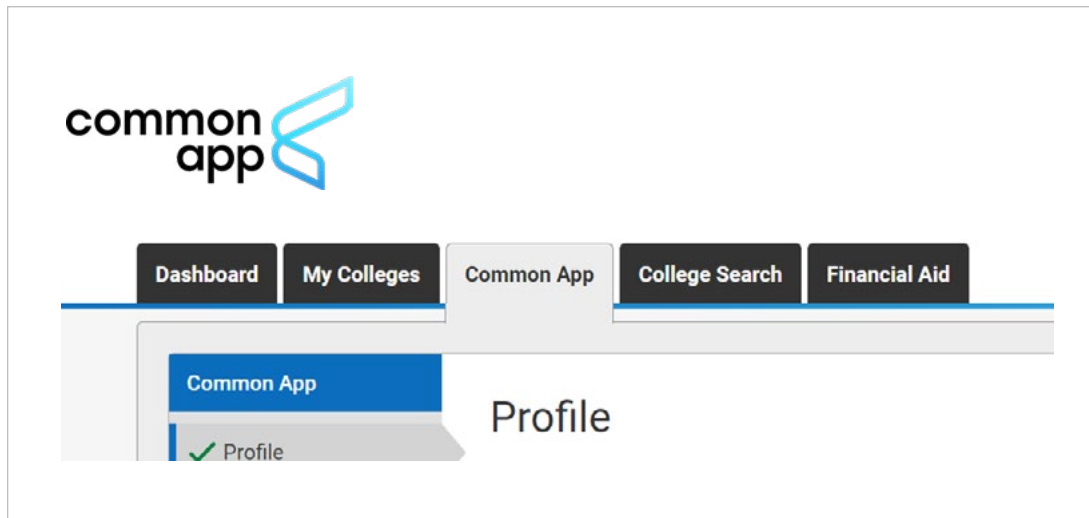 common
app
Dashboard My Colleges Common App College Search Financial Aid
Common App
Profile
Profile